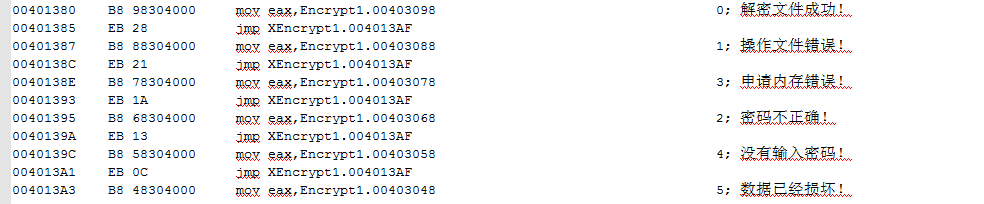 00401380 B8 98304000 mov eax,Encrypt1.00403098 0; 解密文件成功!
00401385 EB 28 jmp XEncrypt1.004013AF
00401387 B8 88304000 mov eax,Encrypt1.00403088 1; 操作文件错误!
0040138C EB 21 jmp XEncrypt1.004013AF
0040138E B8 78304000 mov eax,Encrypt1.00403078 3; 申请内存错误!
00401393 EB 1A jmp XEncrypt1.004013AF
00401395 B8 68304000 mov eax,Encrypt1.00403068 2; 密码不正确!
0040139A EB 13 jmp XEncrypt1.004013AF
0040139C B8 58304000 mov eax,Encrypt1.00403058 4; 没有输入密码!
004013A1 EB 0C jmp XEncrypt1.004013AF
004013A3 B8 48304000 mov eax,Encrypt1.00403048 5; 数据已经损坏!